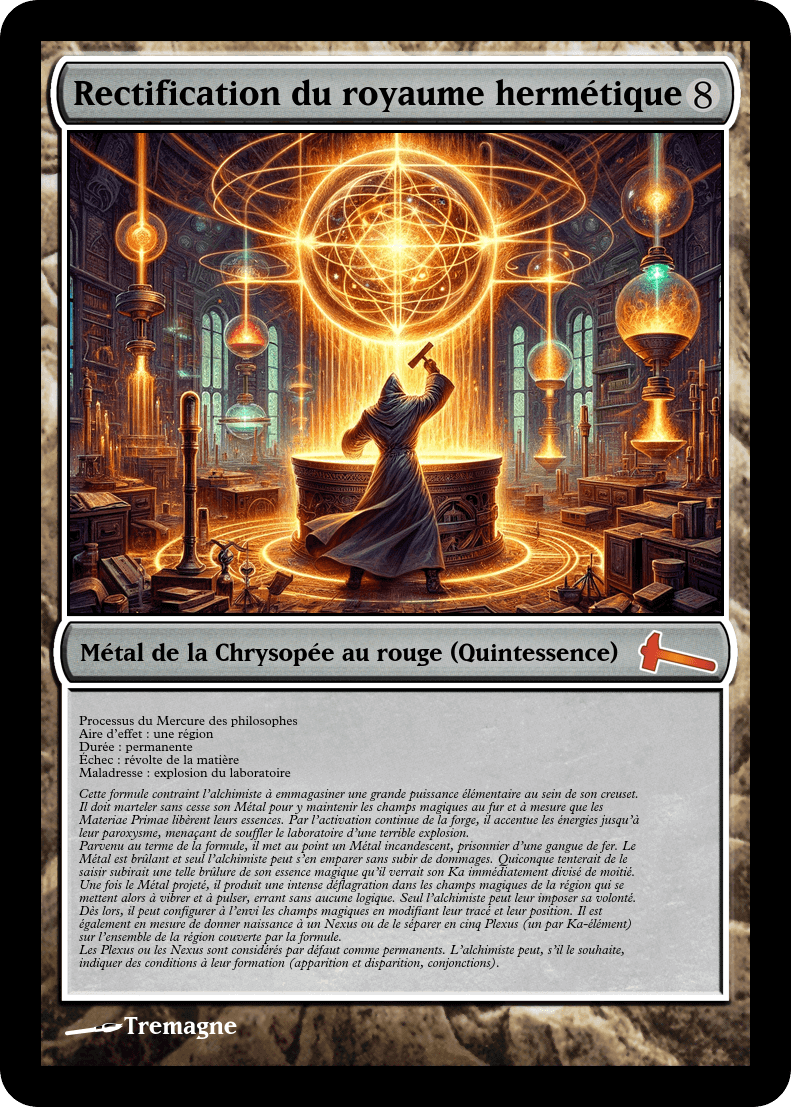 Rectification du royaume hermétique 8
Métal de la Chrysopée au rouge (Quintessence)
Processus du Mercure des philosophes
Aire d'effet : une région
Durée : permanente
Échec : révolte de la matière
Maladresse : explosion du laboratoire
Cette formule contraint l'alchimiste à emmagasiner une grande puissance élémentaire au sein de son creuset.
Il doit marteler sans cesse son Métal pour y maintenir les champs magiques au fur et à mesure que les
Materiae Primae libèrent leurs essences. Par l'activation continue de la forge, il accentue les énergies jusqu'à
leur paroxysme, menaçant de souffler le laboratoire d'une terrible explosion.
Parvenu au terme de la formule, il met au point un Métal incandescent, prisonnier d'une gangue de fer. Le
Métal est brûlant et seul l'alchimiste peut s'en emparer sans subir de dommages. Quiconque tenterait de le
saisir subirait une telle brûlure de son essence magique qu'il verrait son Ka immédiatement divisé de moitié.
Une fois le Métal projeté, il produit une intense déflagration dans les champs magiques de la région qui se
mettent alors à vibrer et à pulser, errant sans aucune logique. Seul l'alchimiste peut leur imposer sa volonté.
Dès lors, il peut configurer à l'envi les champs magiques en modifiant leur tracé et leur position. Il est
également en mesure de donner naissance à un Nexus ou de le séparer en cinq Plexus (un par Ka-élément)
sur l'ensemble de la région couverte par la formule.
Les Plexus ou les Nexus sont considérés par défaut comme permanents. L'alchimiste peut, s'il le souhaite,
indiquer des conditions à leur formation (apparition et disparition, conjonctions).
Tremagne